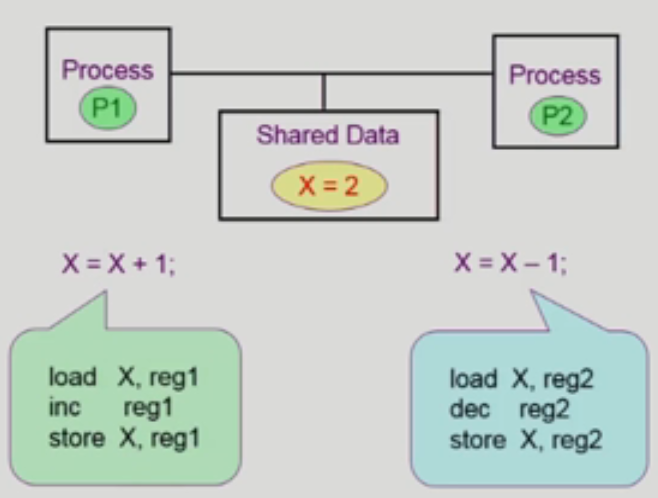 Process
P1
Process
P2
Shared Data
X = 2
X = X + 1;
X = X – 1;
load X, reg1
inc reg1
store X, reg1
load X, reg2
dec reg2
store X, reg2